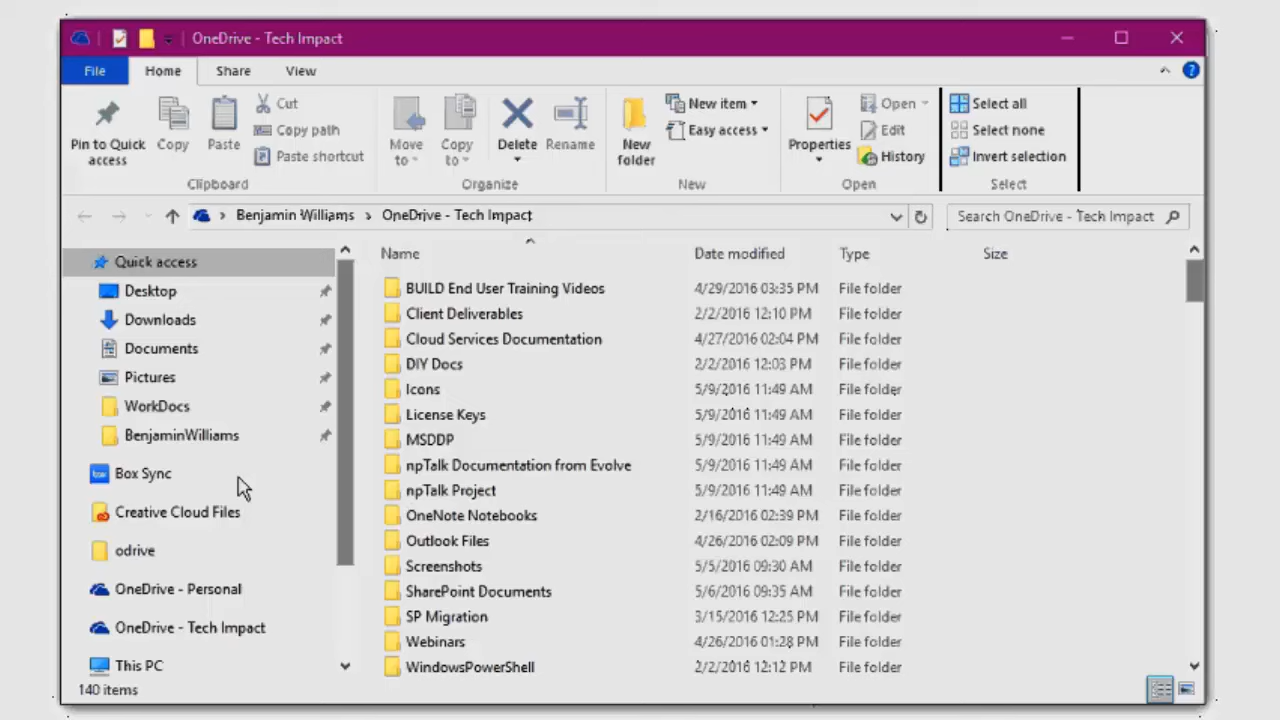 OneDrive - Tech Impact
File Home Share View
Pin to Quick access
Copy
Paste
Cut
Copy path
Paste shortcut
Clipboard
Move to
Copy to
Delete
Rename
Organize
New folder
New item
Easy access
New
Properties
Open
Edit
History
Open
Select all
Select none
Invert selection
Select
Benjamin Williams › OneDrive - Tech Impact
Search OneDrive - Tech Impact
Quick access
Desktop
Downloads
Documents
Pictures
WorkDocs
BenjaminWilliams
Box Sync
Creative Cloud Files
odrive
OneDrive - Personal
OneDrive - Tech Impact
This PC
Name Date modified Type Size
BUILD End User Training Videos 4/29/2016 03:35 PM File folder
Client Deliverables 2/2/2016 12:10 PM File folder
Cloud Services Documentation 4/27/2016 02:04 PM File folder
DIY Docs 2/2/2016 12:03 PM File folder
Icons 5/9/2016 11:49 AM File folder
License Keys 5/9/2016 11:49 AM File folder
MSDDP 5/9/2016 11:49 AM File folder
npTalk Documentation from Evolve 5/9/2016 11:49 AM File folder
npTalk Project 5/9/2016 11:49 AM File folder
OneNote Notebooks 2/16/2016 02:39 PM File folder
Outlook Files 4/26/2016 02:09 PM File folder
Screenshots 5/5/2016 09:30 AM File folder
SharePoint Documents 5/6/2016 09:35 AM File folder
SP Migration 3/15/2016 12:25 PM File folder
Webinars 4/26/2016 01:28 PM File folder
WindowsPowerShell 2/2/2016 12:12 PM File folder
140 items